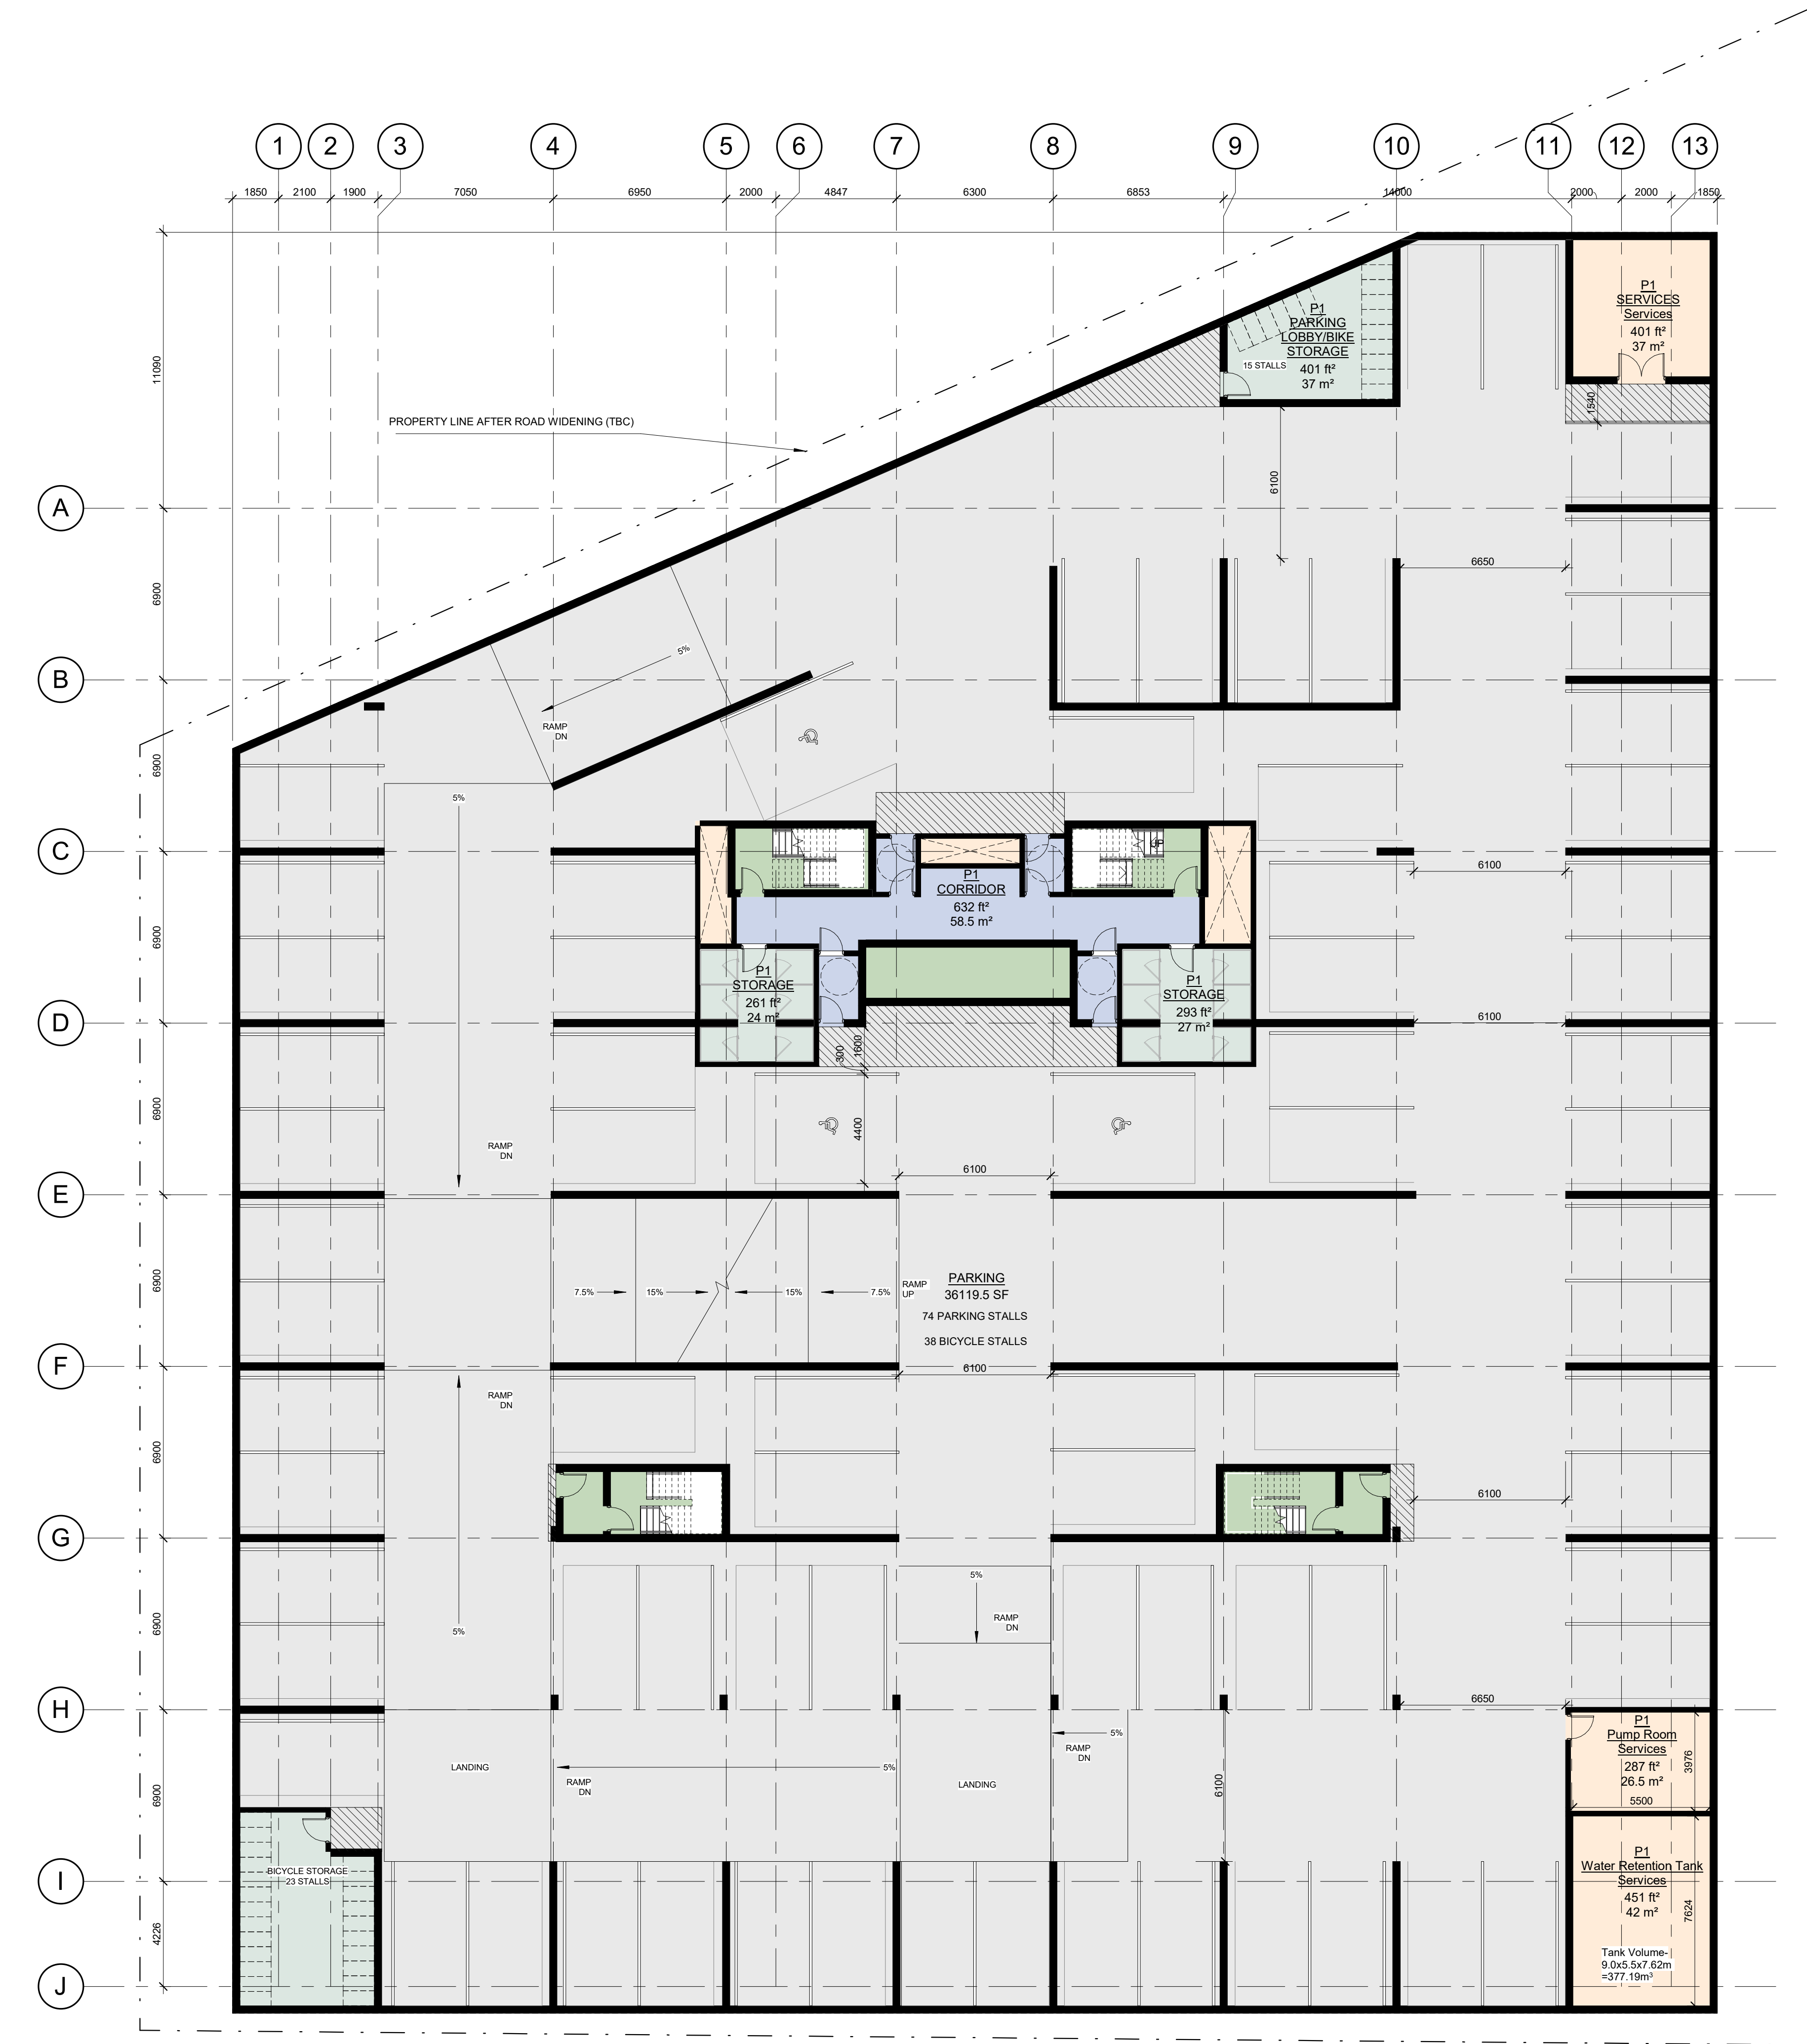 1
2
3
4
5
6
7
8
9
10
11
12
13
1850
2100
1900
7050
6950
2000
4847
6300
6853
14000
2000
2000
1850
P1
SERVICES
Services
401 ft²
37 m²
P1
PARKING
LOBBY/BIKE
STORAGE
401 ft²
37 m²
15 STALLS
11090
1540
PROPERTY LINE AFTER ROAD WIDENING (TBC)
6100
A
6650
6900
5%
B
RAMP
DN
6900
5%
C
UP
6100
P1
CORRIDOR
632 ft²
58.5 m²
6900
P1
STORAGE
261 ft²
24 m²
P1
STORAGE
293 ft²
27 m²
D
6100
300
1600
6900
4400
RAMP
DN
6100
E
6900
7.5%
15%
15%
7.5%
RAMP
UP
PARKING
36119.5 SF
74 PARKING STALLS
38 BICYCLE STALLS
F
6100
RAMP
DN
6900
6100
G
5%
RAMP
DN
6900
5%
H
6650
5%
RAMP
DN
P1
Pump Room
Services
287 ft²
26.5 m²
3976
5500
LANDING
5%
RAMP
DN
LANDING
6100
6900
BICYCLE STORAGE
23 STALLS
I
P1
Water Retention Tank
Services
451 ft²
42 m²
7624
4226
Tank Volume-
9.0x5.5x7.62m
=377.19m³
J